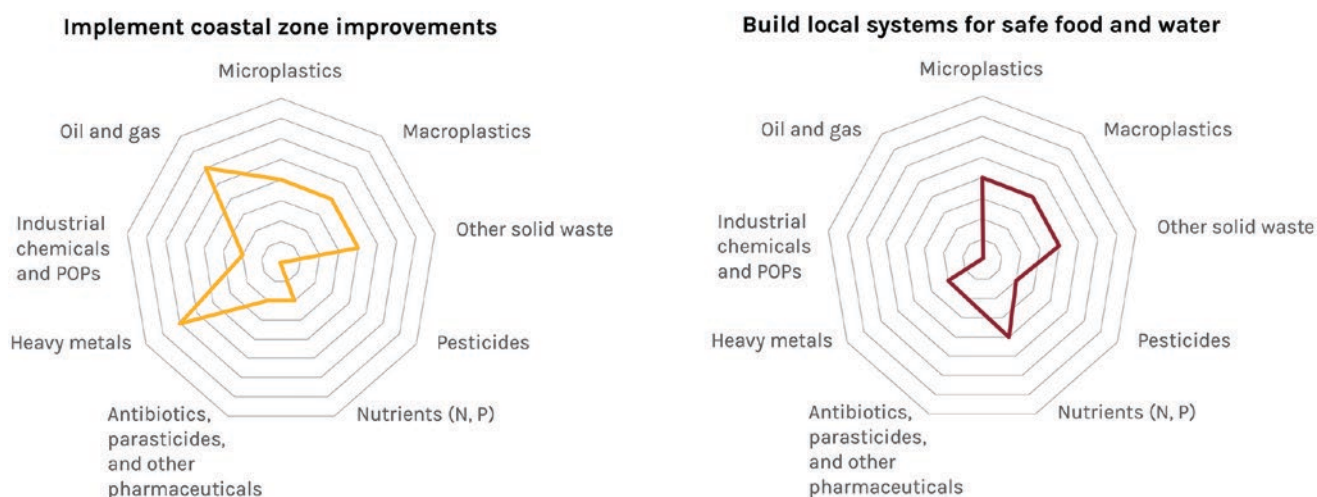 Implement coastal zone improvements
Microplastics
Macroplastics
Other solid waste
Pesticides
Nutrients (N, P)
Antibiotics,
parasticides,
and other
pharmaceuticals
Heavy metals
Industrial
chemicals
and POPs
Oil and gas
Build local systems for safe food and water
Microplastics
Macroplastics
Other solid waste
Pesticides
Nutrients (N, P)
Antibiotics,
parasticides,
and other
pharmaceuticals
Heavy metals
Industrial
chemicals
and POPs
Oil and gas